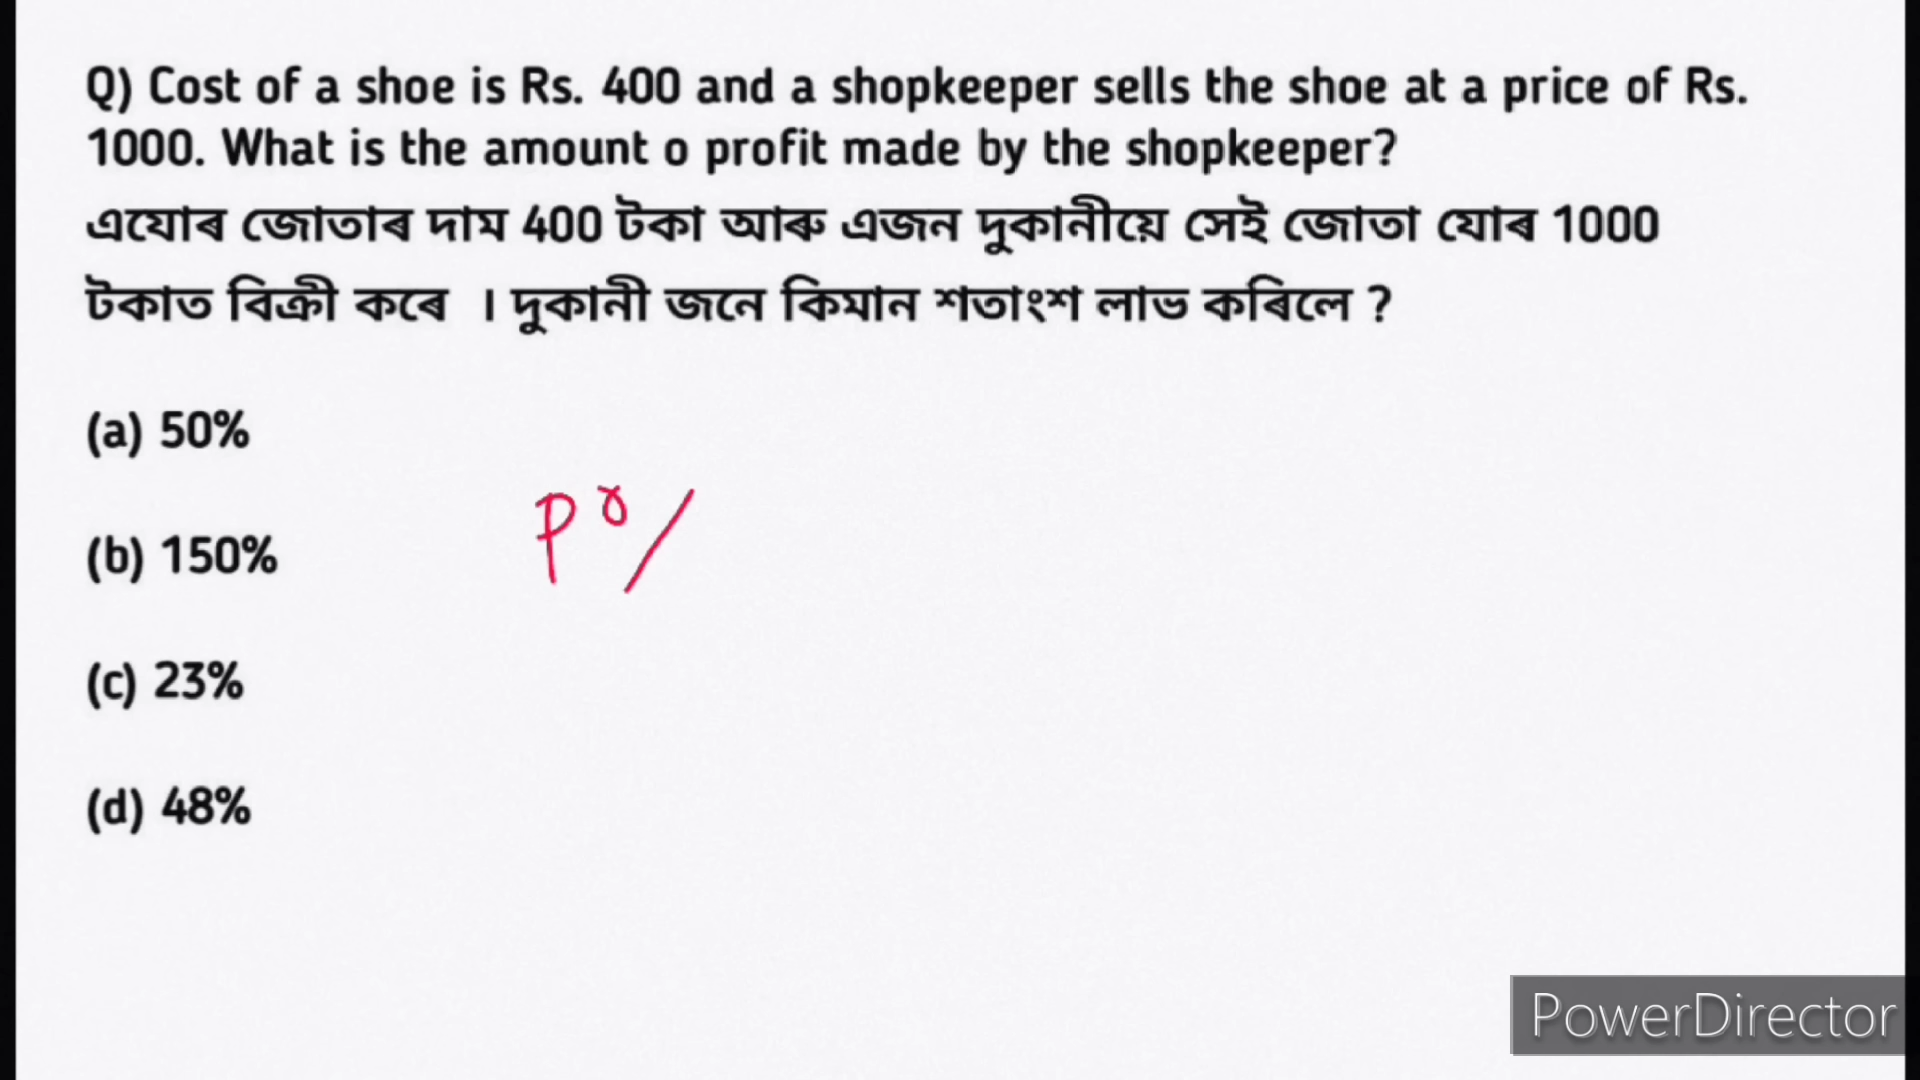 Q) Cost of a shoe is Rs. 400 and a shopkeeper sells the shoe at a price of Rs.
1000. What is the amount o profit made by the shopkeeper?
এযোৰ জোতাৰ দাম 400 টকা আৰু এজন দুকানীয়ে সেই জোতা যোৰ 1000
টকাত বিক্ৰী কৰে । দুকানী জনে কিমান শতাংশ লাভ কৰিলে ?
(a) 50%
(b) 150%
P%
(c) 23%
(d) 48%
PowerDirector